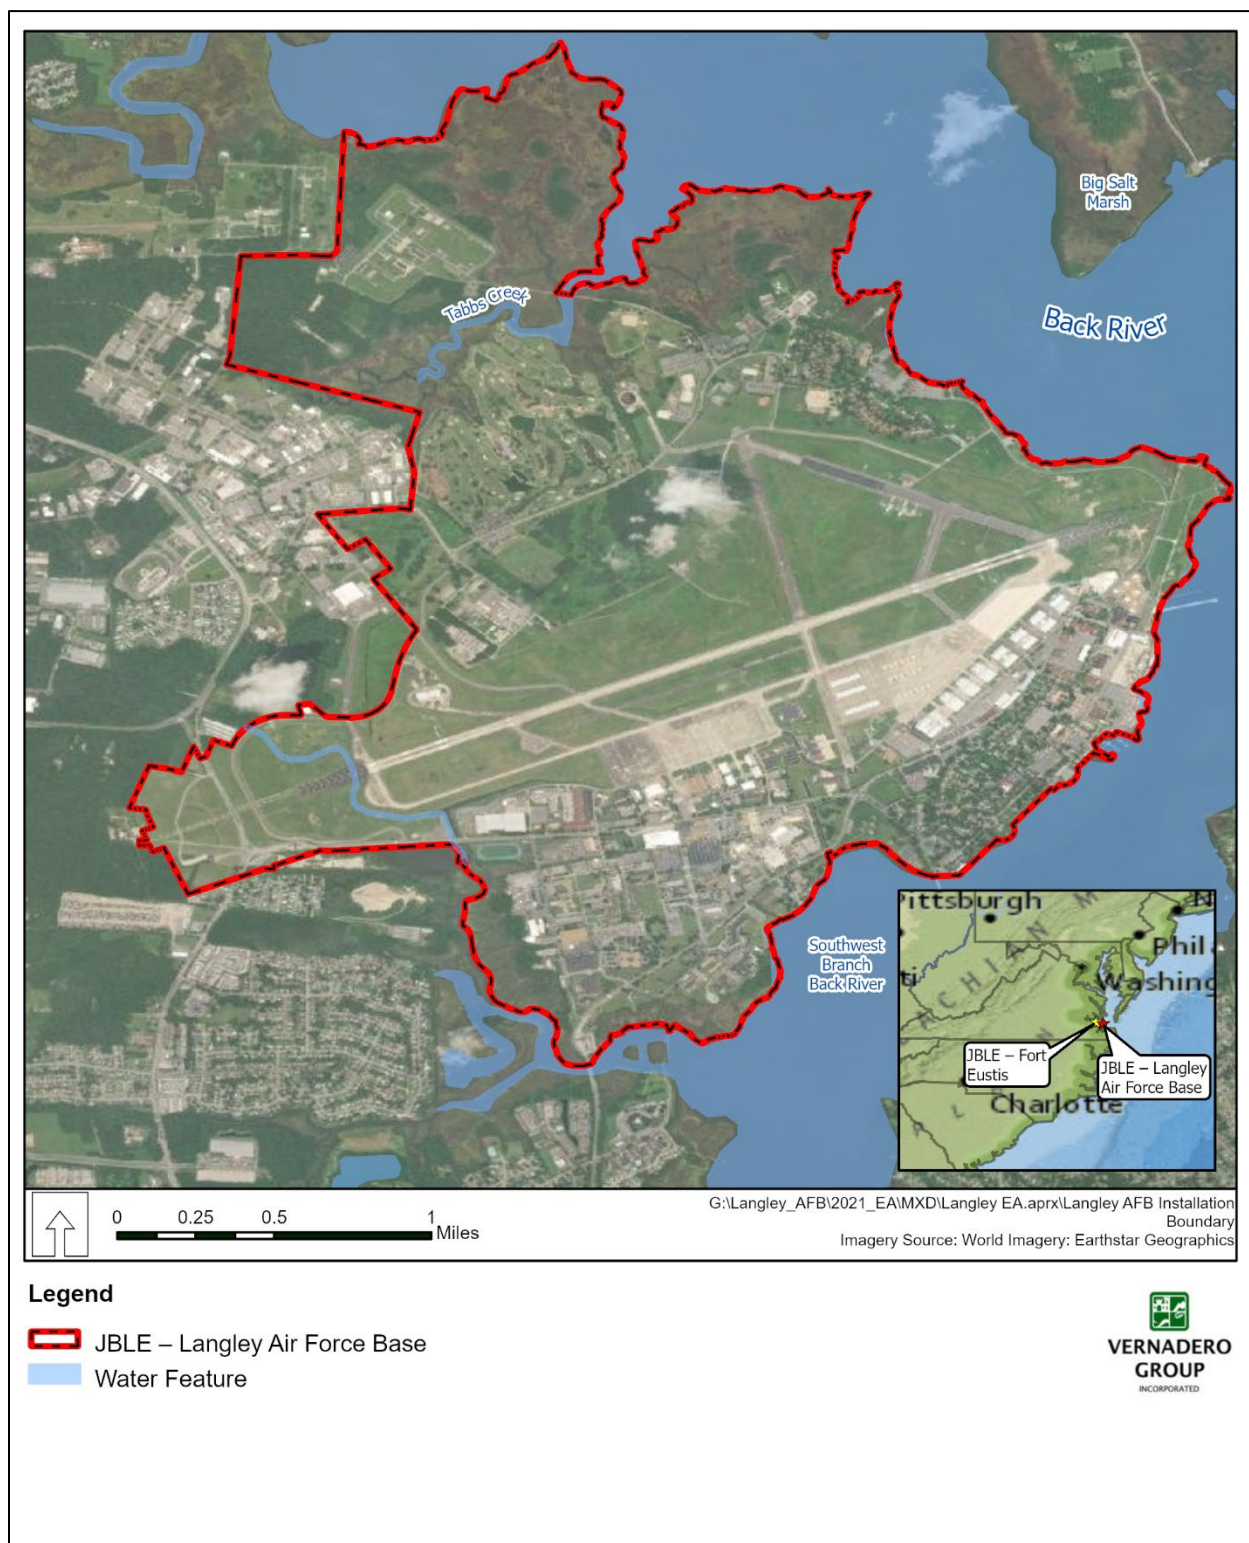 Big Salt
Marsh
Tabbs Creek
Back River
Southwest
Branch
Back River
Pittsburgh
N
Phil
Washing
CHIAN M
A
N
A L
ti
JBLE – Fort
Eustis
JBLE – Langley
Air Force Base
Charlotte
0 0.25 0.5 1
Miles
G:\Langley_AFB\2021_EA\MXD\Langley EA.aprx\Langley AFB Installation
Boundary
Imagery Source: World Imagery: Earthstar Geographics
Legend
JBLE – Langley Air Force Base
Water Feature
VERNADERO
GROUP
INCORPORATED